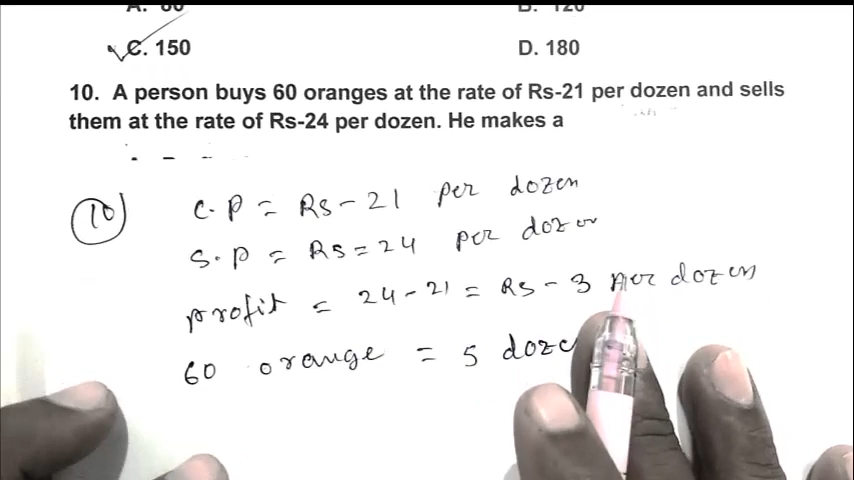 A. 60
B. 120
C. 150
D. 180
10. A person buys 60 oranges at the rate of Rs-21 per dozen and sells
them at the rate of Rs-24 per dozen. He makes a
10
C.P = Rs-21 per dozen
S.P = Rs=24 per dozen
profit = 24-21 = Rs-3 per dozen
60 orange = 5